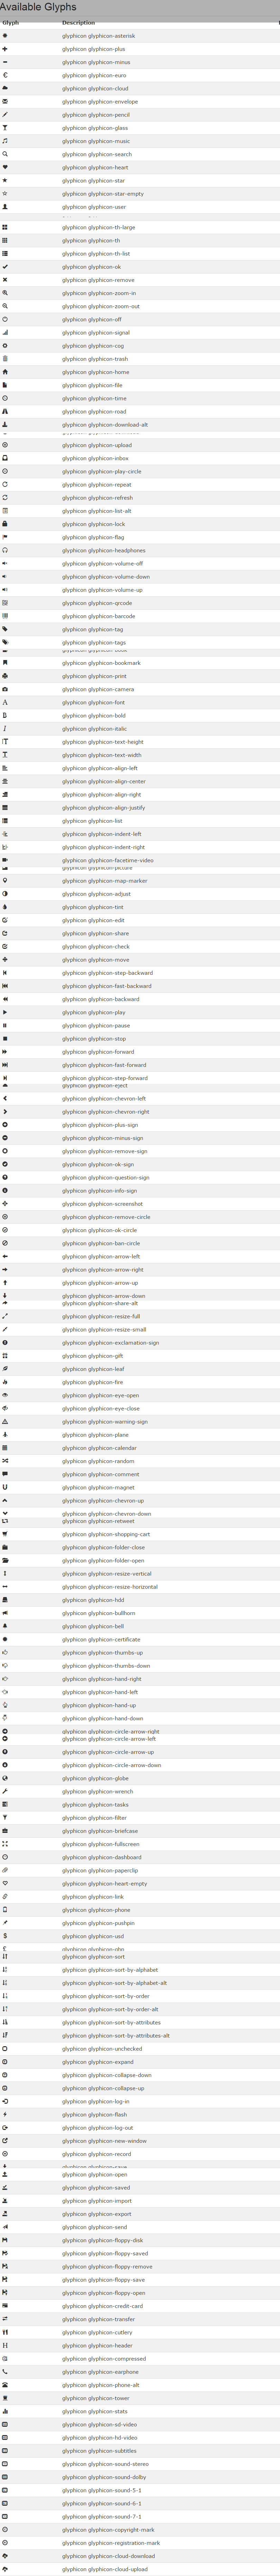 Available Glyphs
Glyph Description
glyphicon glyphicon-asterisk
glyphicon glyphicon-plus
glyphicon glyphicon-minus
glyphicon glyphicon-euro
glyphicon glyphicon-cloud
glyphicon glyphicon-envelope
glyphicon glyphicon-pencil
glyphicon glyphicon-glass
glyphicon glyphicon-music
glyphicon glyphicon-search
glyphicon glyphicon-heart
glyphicon glyphicon-star
glyphicon glyphicon-star-empty
glyphicon glyphicon-user
glyphicon glyphicon-th-large
glyphicon glyphicon-th
glyphicon glyphicon-th-list
glyphicon glyphicon-ok
glyphicon glyphicon-remove
glyphicon glyphicon-zoom-in
glyphicon glyphicon-zoom-out
glyphicon glyphicon-off
glyphicon glyphicon-signal
glyphicon glyphicon-cog
glyphicon glyphicon-trash
glyphicon glyphicon-home
glyphicon glyphicon-file
glyphicon glyphicon-time
glyphicon glyphicon-road
glyphicon glyphicon-download-alt
glyphicon glyphicon-upload
glyphicon glyphicon-inbox
glyphicon glyphicon-play-circle
glyphicon glyphicon-repeat
glyphicon glyphicon-refresh
glyphicon glyphicon-list-alt
glyphicon glyphicon-lock
glyphicon glyphicon-flag
glyphicon glyphicon-headphones
glyphicon glyphicon-volume-off
glyphicon glyphicon-volume-down
glyphicon glyphicon-volume-up
glyphicon glyphicon-qrcode
glyphicon glyphicon-barcode
glyphicon glyphicon-tag
glyphicon glyphicon-tags
glyphicon glyphicon-book
glyphicon glyphicon-bookmark
glyphicon glyphicon-print
glyphicon glyphicon-camera
glyphicon glyphicon-font
glyphicon glyphicon-bold
glyphicon glyphicon-italic
glyphicon glyphicon-text-height
glyphicon glyphicon-text-width
glyphicon glyphicon-align-left
glyphicon glyphicon-align-center
glyphicon glyphicon-align-right
glyphicon glyphicon-align-justify
glyphicon glyphicon-list
glyphicon glyphicon-indent-left
glyphicon glyphicon-indent-right
glyphicon glyphicon-facetime-video
glyphicon glyphicon-picture
glyphicon glyphicon-map-marker
glyphicon glyphicon-adjust
glyphicon glyphicon-tint
glyphicon glyphicon-edit
glyphicon glyphicon-share
glyphicon glyphicon-check
glyphicon glyphicon-move
glyphicon glyphicon-step-backward
glyphicon glyphicon-fast-backward
glyphicon glyphicon-backward
glyphicon glyphicon-play
glyphicon glyphicon-pause
glyphicon glyphicon-stop
glyphicon glyphicon-forward
glyphicon glyphicon-fast-forward
glyphicon glyphicon-step-forward
glyphicon glyphicon-eject
glyphicon glyphicon-chevron-left
glyphicon glyphicon-chevron-right
glyphicon glyphicon-plus-sign
glyphicon glyphicon-minus-sign
glyphicon glyphicon-remove-sign
glyphicon glyphicon-ok-sign
glyphicon glyphicon-question-sign
glyphicon glyphicon-info-sign
glyphicon glyphicon-screenshot
glyphicon glyphicon-remove-circle
glyphicon glyphicon-ok-circle
glyphicon glyphicon-ban-circle
glyphicon glyphicon-arrow-left
glyphicon glyphicon-arrow-right
glyphicon glyphicon-arrow-up
glyphicon glyphicon-arrow-down
glyphicon glyphicon-share-alt
glyphicon glyphicon-resize-full
glyphicon glyphicon-resize-small
glyphicon glyphicon-exclamation-sign
glyphicon glyphicon-gift
glyphicon glyphicon-leaf
glyphicon glyphicon-fire
glyphicon glyphicon-eye-open
glyphicon glyphicon-eye-close
glyphicon glyphicon-warning-sign
glyphicon glyphicon-plane
glyphicon glyphicon-calendar
glyphicon glyphicon-random
glyphicon glyphicon-comment
glyphicon glyphicon-magnet
glyphicon glyphicon-chevron-up
glyphicon glyphicon-chevron-down
glyphicon glyphicon-retweet
glyphicon glyphicon-shopping-cart
glyphicon glyphicon-folder-close
glyphicon glyphicon-folder-open
glyphicon glyphicon-resize-vertical
glyphicon glyphicon-resize-horizontal
glyphicon glyphicon-hdd
glyphicon glyphicon-bullhorn
glyphicon glyphicon-bell
glyphicon glyphicon-certificate
glyphicon glyphicon-thumbs-up
glyphicon glyphicon-thumbs-down
glyphicon glyphicon-hand-right
glyphicon glyphicon-hand-left
glyphicon glyphicon-hand-up
glyphicon glyphicon-hand-down
glyphicon glyphicon-circle-arrow-right
glyphicon glyphicon-circle-arrow-left
glyphicon glyphicon-circle-arrow-up
glyphicon glyphicon-circle-arrow-down
glyphicon glyphicon-globe
glyphicon glyphicon-wrench
glyphicon glyphicon-tasks
glyphicon glyphicon-filter
glyphicon glyphicon-briefcase
glyphicon glyphicon-fullscreen
glyphicon glyphicon-dashboard
glyphicon glyphicon-paperclip
glyphicon glyphicon-heart-empty
glyphicon glyphicon-link
glyphicon glyphicon-phone
glyphicon glyphicon-pushpin
glyphicon glyphicon-usd
glyphicon glyphicon-gbp
glyphicon glyphicon-sort
glyphicon glyphicon-sort-by-alphabet
glyphicon glyphicon-sort-by-alphabet-alt
glyphicon glyphicon-sort-by-order
glyphicon glyphicon-sort-by-order-alt
glyphicon glyphicon-sort-by-attributes
glyphicon glyphicon-sort-by-attributes-alt
glyphicon glyphicon-unchecked
glyphicon glyphicon-expand
glyphicon glyphicon-collapse-down
glyphicon glyphicon-collapse-up
glyphicon glyphicon-log-in
glyphicon glyphicon-flash
glyphicon glyphicon-log-out
glyphicon glyphicon-new-window
glyphicon glyphicon-record
glyphicon glyphicon-save
glyphicon glyphicon-open
glyphicon glyphicon-saved
glyphicon glyphicon-import
glyphicon glyphicon-export
glyphicon glyphicon-send
glyphicon glyphicon-floppy-disk
glyphicon glyphicon-floppy-saved
glyphicon glyphicon-floppy-remove
glyphicon glyphicon-floppy-save
glyphicon glyphicon-floppy-open
glyphicon glyphicon-credit-card
glyphicon glyphicon-transfer
glyphicon glyphicon-cutlery
glyphicon glyphicon-header
glyphicon glyphicon-compressed
glyphicon glyphicon-earphone
glyphicon glyphicon-phone-alt
glyphicon glyphicon-tower
glyphicon glyphicon-stats
glyphicon glyphicon-sd-video
glyphicon glyphicon-hd-video
glyphicon glyphicon-subtitles
glyphicon glyphicon-sound-stereo
glyphicon glyphicon-sound-dolby
glyphicon glyphicon-sound-5-1
glyphicon glyphicon-sound-6-1
glyphicon glyphicon-sound-7-1
glyphicon glyphicon-copyright-mark
glyphicon glyphicon-registration-mark
glyphicon glyphicon-cloud-download
glyphicon glyphicon-cloud-upload